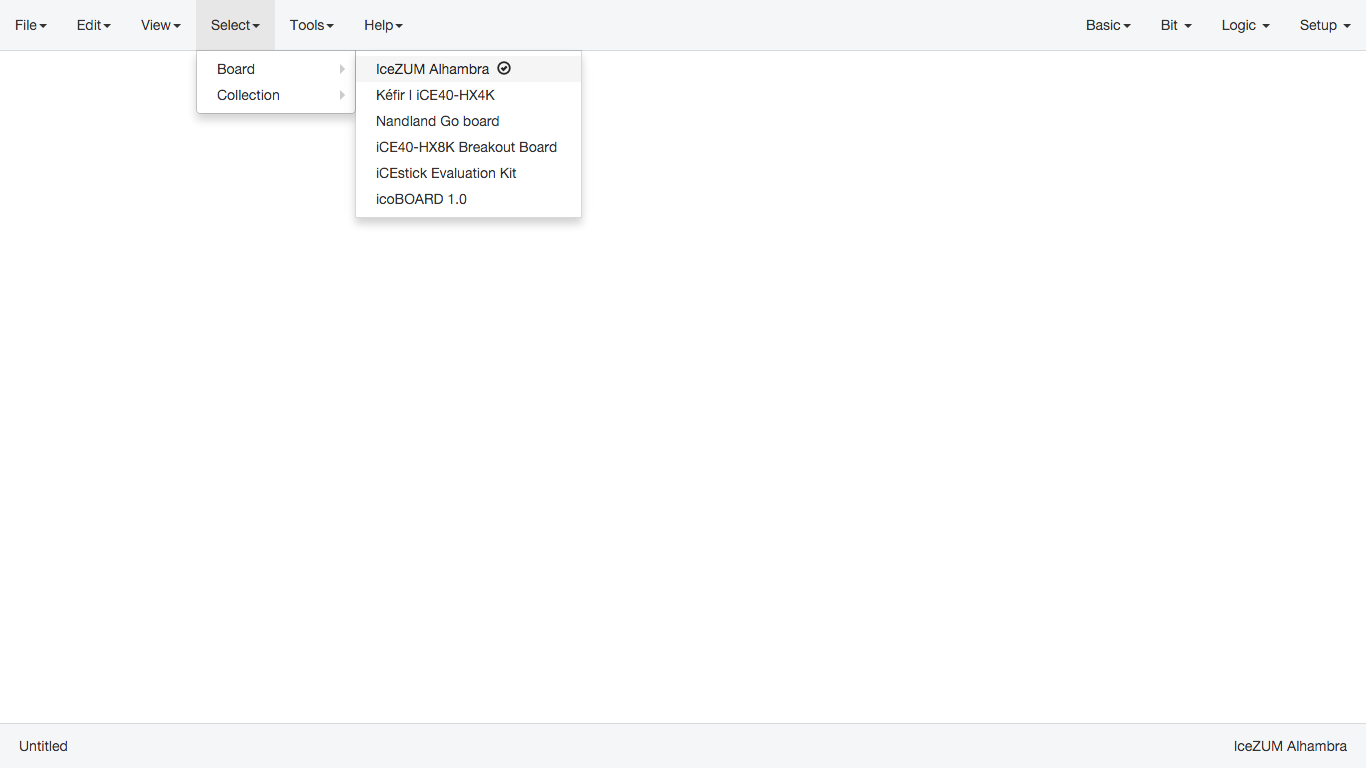 File Edit View Select Tools Help Basic Bit Logic Setup
Board
Collection
IceZUM Alhambra
Kéfir I iCE40-HX4K
Nandland Go board
iCE40-HX8K Breakout Board
iCEstick Evaluation Kit
icoBOARD 1.0
Untitled IceZUM Alhambra